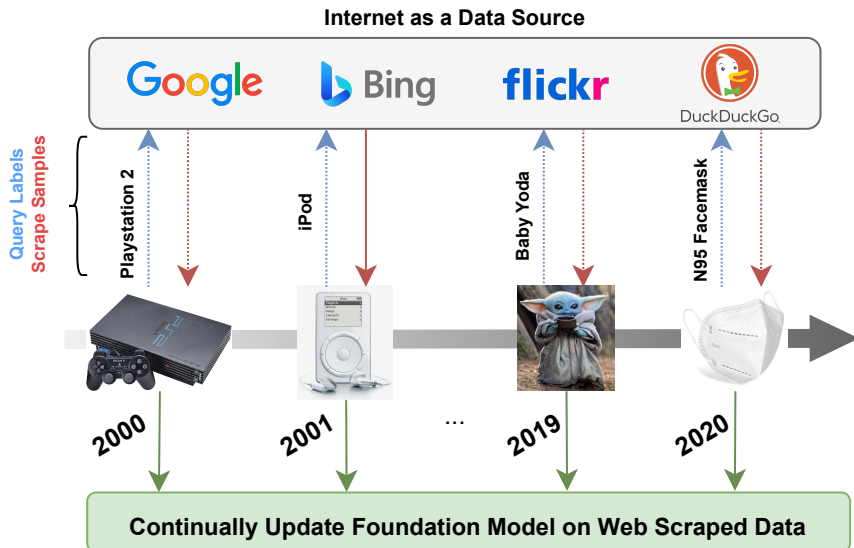 Internet as a Data Source
Google
Bing
flickr
DuckDuckGo.
Query Labels
Scrape Samples
Playstation 2
iPod
Baby Yoda
N95 Facemask
PS2
2000
2001
...
2019
2020
Continually Update Foundation Model on Web Scraped Data